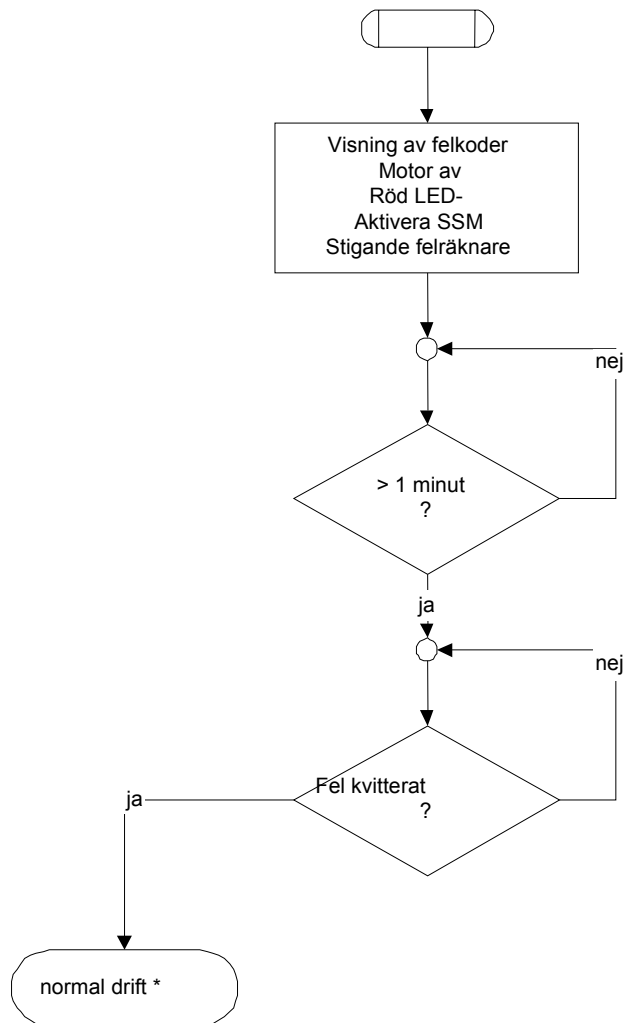 Visning av felkoder
Motor av
Röd LED-
Aktivera SSM
Stigande felräknare
nej
> 1 minut
?
ja
nej
Fel kvitterat
?
ja
normal drift *